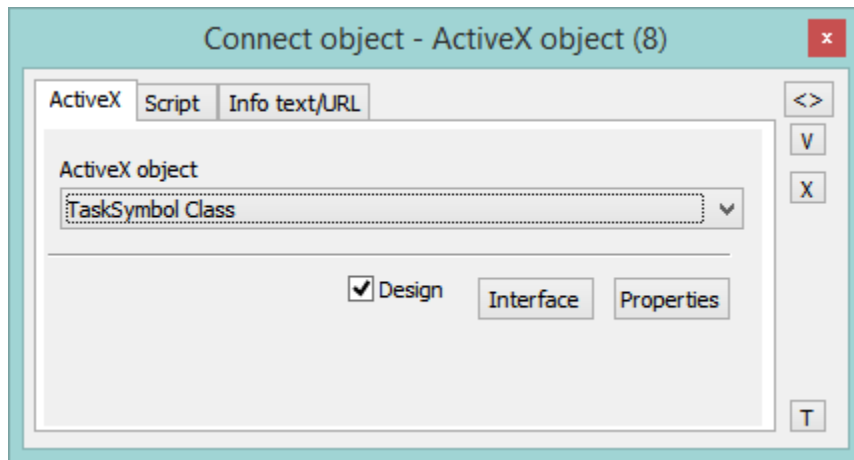 Connect object - ActiveX object (8)
x
ActiveX Script Info text/URL
<>
V
ActiveX object
X
TaskSymbol Class
Design Interface Properties
T